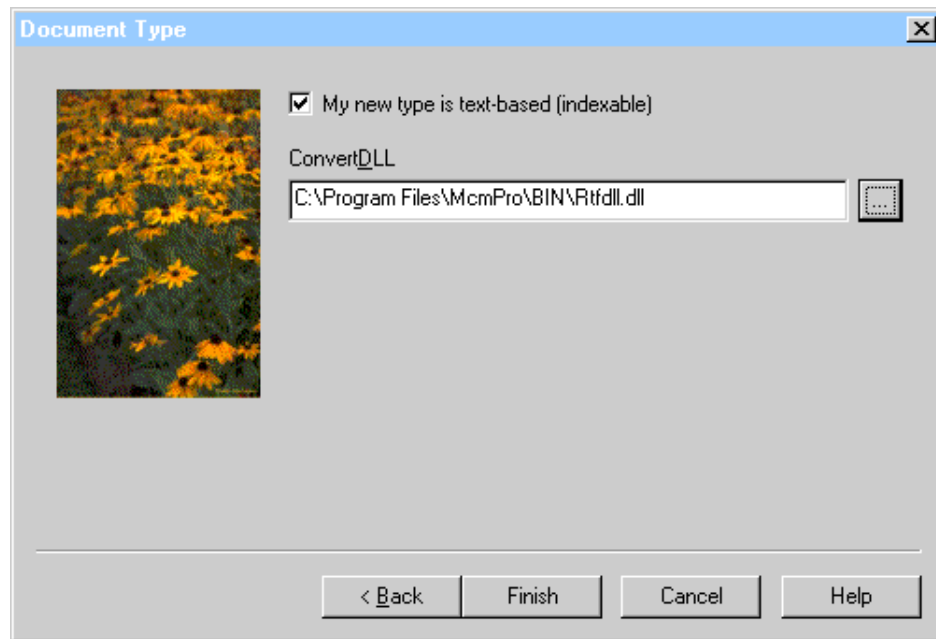 Document Type
My new type is text-based (indexable)
ConvertDLL
C:\Program Files\McmPro\BIN\Rtfdll.dll
...
< Back Finish Cancel Help